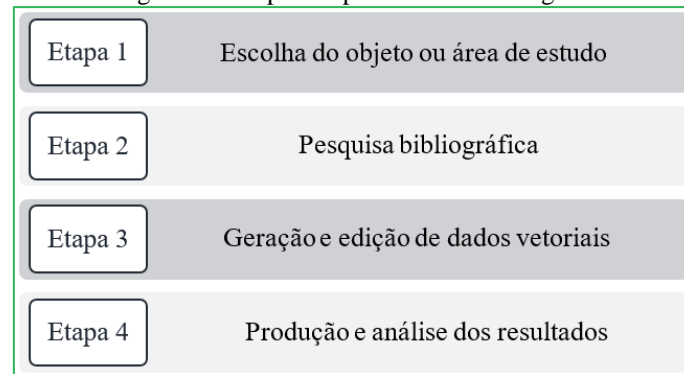 Etapa 1 Escolha do objeto ou área de estudo
Etapa 2 Pesquisa bibliográfica
Etapa 3 Geração e edição de dados vetoriais
Etapa 4 Produção e análise dos resultados